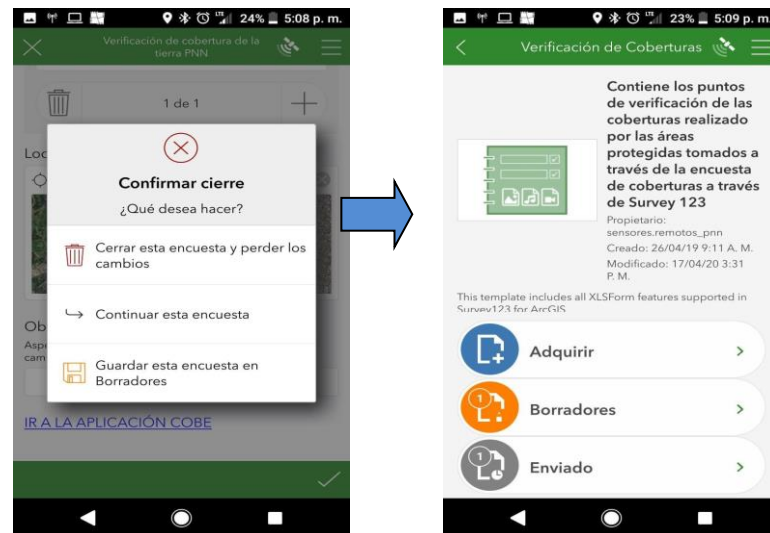 24% 5:08 p. m.
Verificación de cobertura de la
tierra PNN
1 de 1
Loc
Confirmar cierre
¿Qué desea hacer?
Cerrar esta encuesta y perder los
cambios
Continuar esta encuesta
Ob
Aspe
cam
Guardar esta encuesta en
Borradores
IR A LA APLICACIÓN COBE
LTE 23% 5:09 p. m.
Verificación de Coberturas
Contiene los puntos
de verificación de las
coberturas realizado
por las áreas
protegidas tomados a
través de la encuesta
de coberturas a través
de Survey 123
Propietario:
sensores.remotos_pnn
Creado: 26/04/19 9:11 A. M.
Modificado: 17/04/20 3:31
P. M.
This template includes all XLSForm features supported in
Survey123 for ArcGIS
Adquirir
1
Borradores
1
Enviado